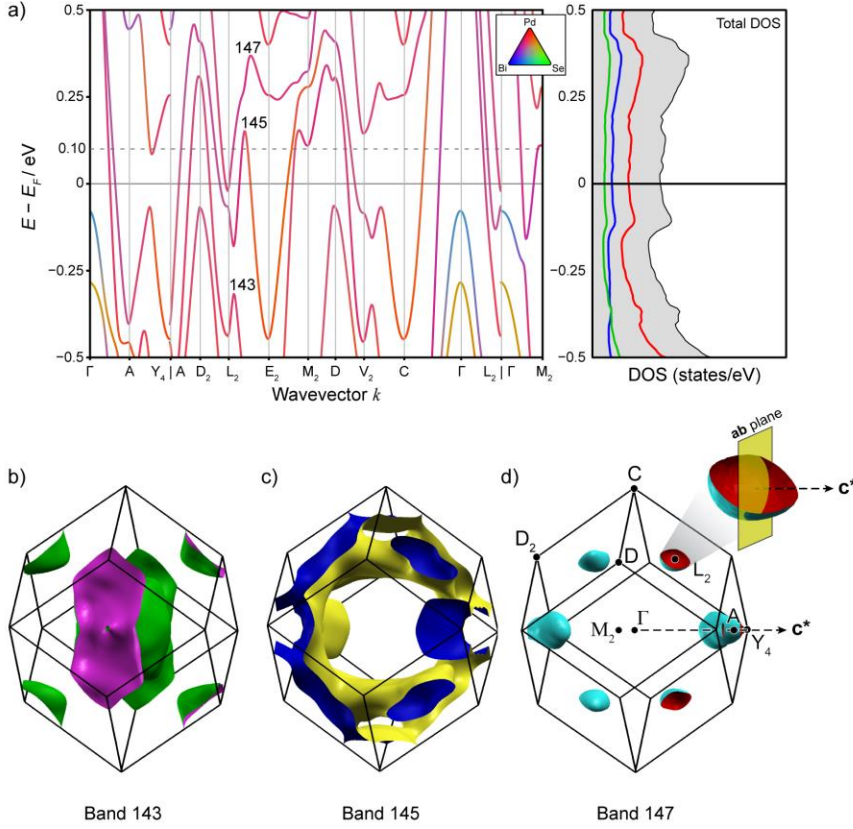 a)
0.5
0.25
0.10
0
−0.25
−0.5
E − E_F / eV
147
145
143
Pd
Bi
Se
Γ A Y₄ | A D₂ L₂ E₂ M₂ D V₂ C Γ L₂ | Γ M₂
Wavevector k
Total DOS
0.5
0.25
0
−0.25
−0.5
DOS (states/eV)
b)
c)
d)
ab plane
c*
C
D₂
D
L₂
M₂
Γ
I
A
Y₄
c*
Band 143
Band 145
Band 147